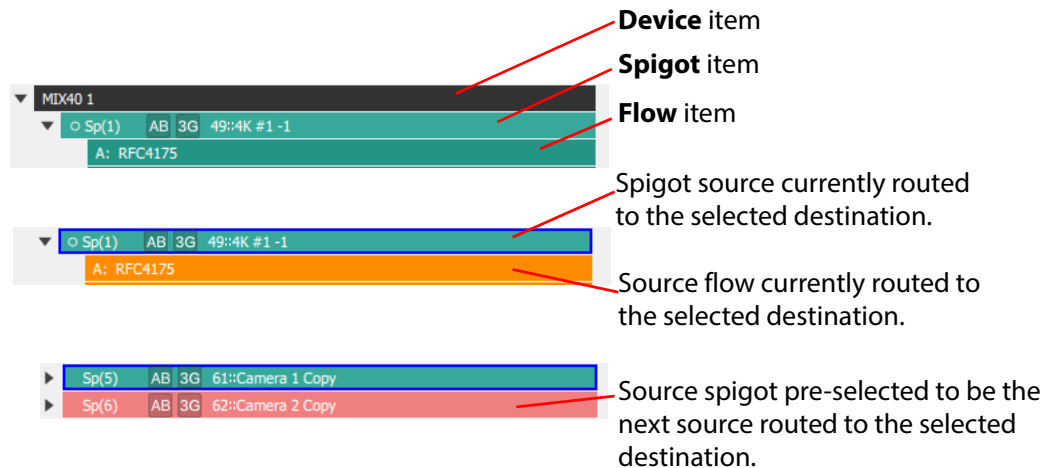 Device item
Spigot item
MIX40 1
Flow item
Sp(1) AB 3G 49::4K #1 -1
A: RFC4175
Spigot source currently routed
to the selected destination.
Sp(1) AB 3G 49::4K #1 -1
A: RFC4175
Source flow currently routed to
the selected destination.
Sp(5) AB 3G 61::Camera 1 Copy
Sp(6) AB 3G 62::Camera 2 Copy
Source spigot pre-selected to be the
next source routed to the selected
destination.